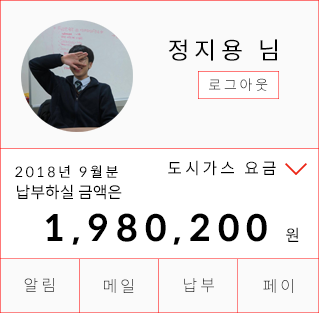 정지용 님
로그아웃
2018년 9월분
도시가스 요금
납부하실 금액은
1,980,200 원
알림 메일 납부 페이